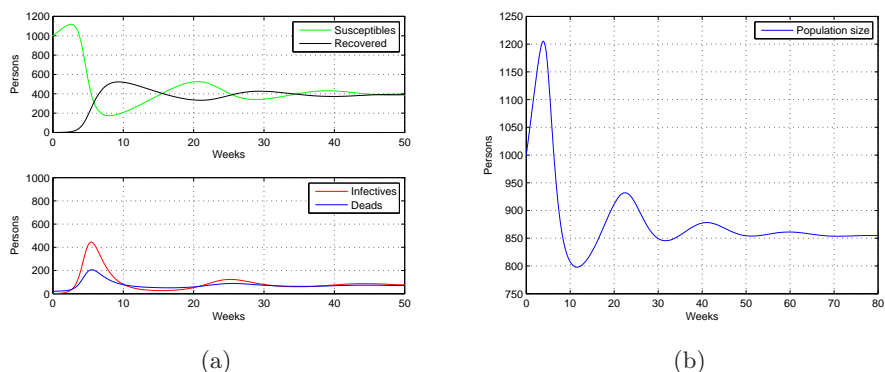 1200
1000
800
600
400
200
0
Persons
0 10 20 30 40 50
Weeks
Susceptibles
Recovered
1000
800
600
400
200
0
Persons
0 10 20 30 40 50
Weeks
Infectives
Deads
(a)
1250
1200
1150
1100
1050
1000
950
900
850
800
750
Persons
0 10 20 30 40 50 60 70 80
Weeks
Population size
(b)